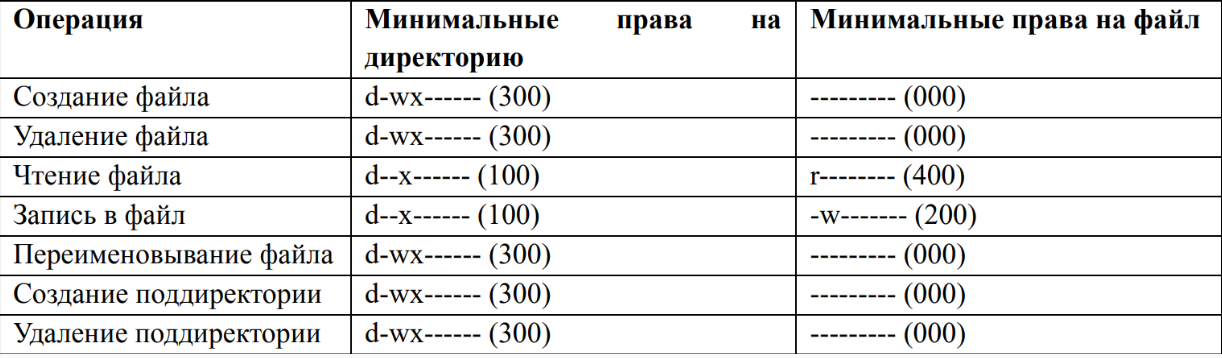 Операция Минимальные права на Минимальные права на файл
директорию
Создание файла d-wx------ (300) --------- (000)
Удаление файла d-wx------ (300) --------- (000)
Чтение файла d--x------ (100) r-------- (400)
Запись в файл d--x------ (100) -w------- (200)
Переименовывание файла d-wx------ (300) --------- (000)
Создание поддиректории d-wx------ (300) --------- (000)
Удаление поддиректории d-wx------ (300) --------- (000)